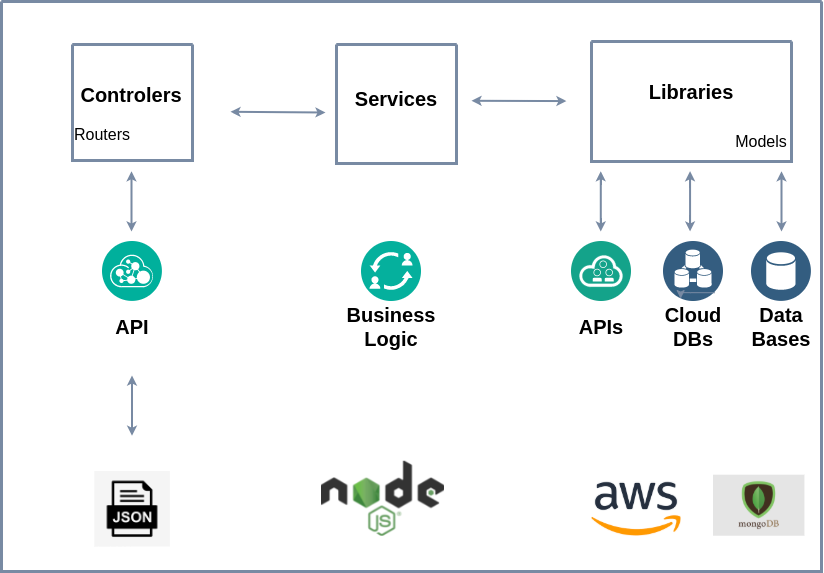 Controlers
Routers
Services
Libraries
Models
API
Business
Logic
APIs
Cloud
DBs
Data
Bases
JSON
node
JS
aws
mongoDB